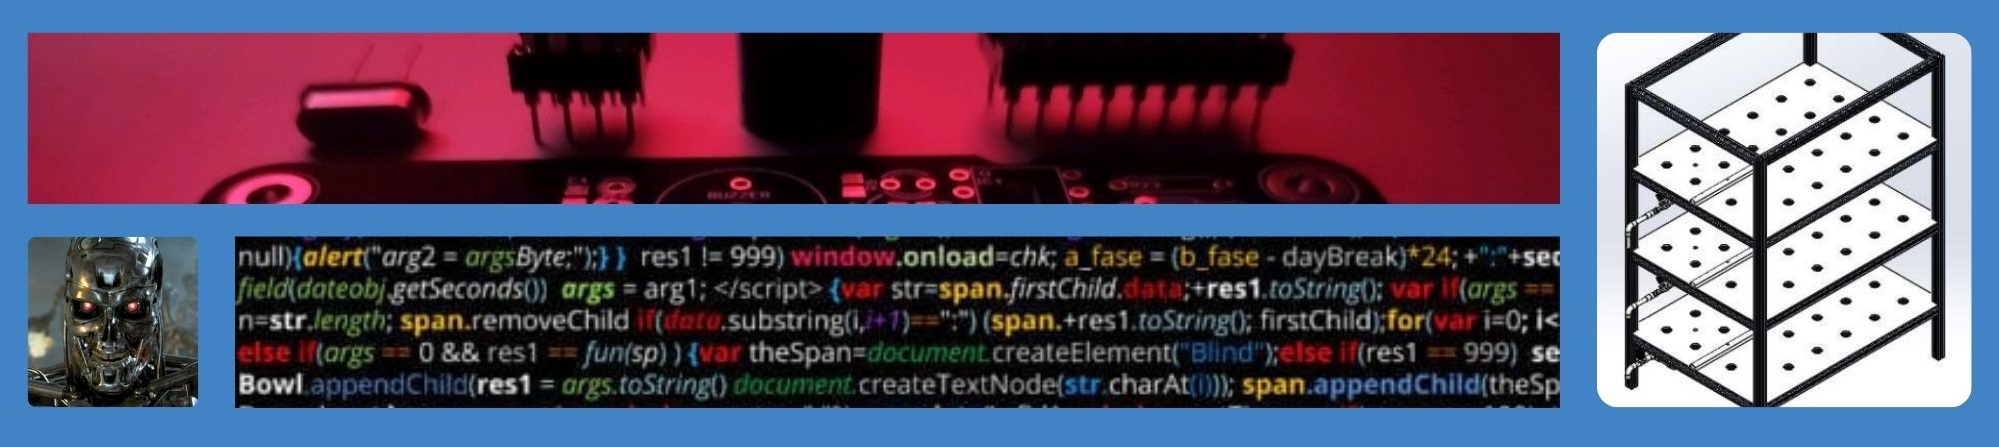 BUZZER
null){alert("arg2 = argsByte;");} } res1 != 999) window.onload=chk; a_fase = (b_fase - dayBreak)*24; +":"+sec
field(dateobj.getSeconds()) args = arg1; </script> {var str=span.firstChild.data;+res1.toString(); var if(args ==
n=str.length; span.removeChild if(data.substring(i,i+1)==":") (span.+res1.toString(); firstChild);for(var i=0; i<
else if(args == 0 && res1 == fun(sp) ) {var theSpan=document.createElement("Blind");else if(res1 == 999) se
Bowl.appendChild(res1 = args.toString() document.createTextNode(str.charAt(i))); span.appendChild(theSp